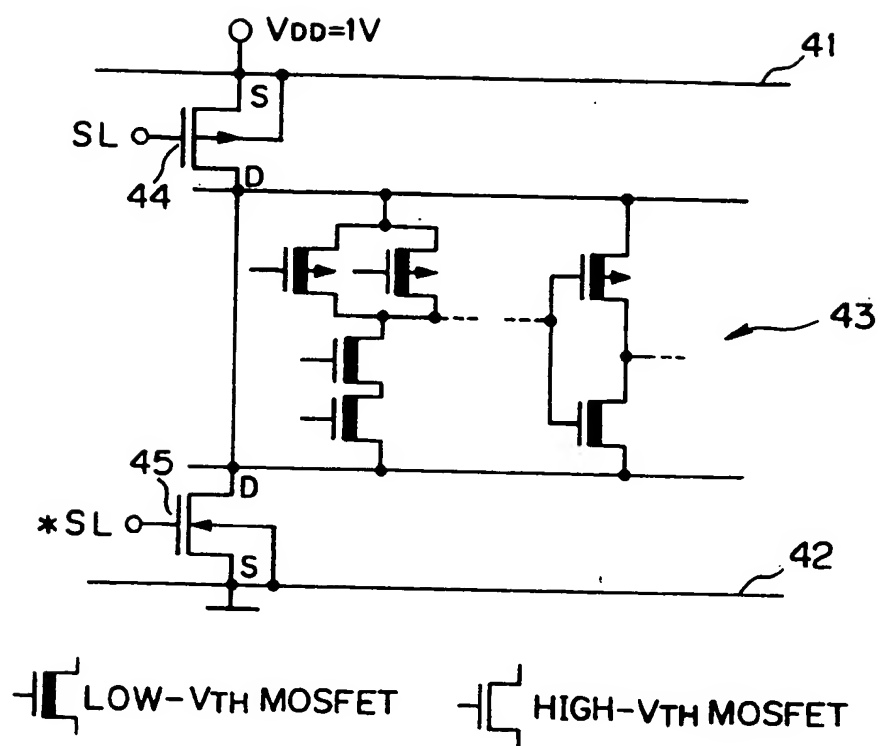 VDD=1V
41
S
SL
44
D
43
45
D
*SL
S
42
LOW-VTH MOSFET
HIGH-VTH MOSFET